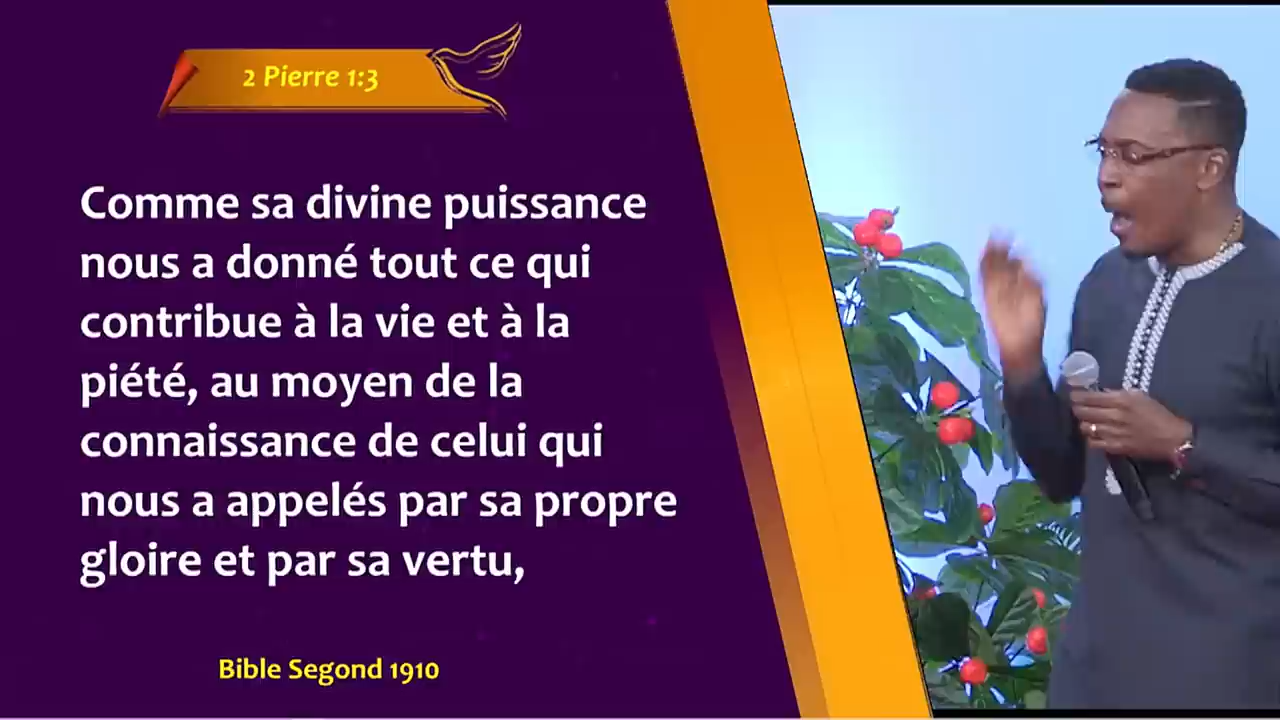 2 Pierre 1:3
Comme sa divine puissance
nous a donné tout ce qui
contribue à la vie et à la
piété, au moyen de la
connaissance de celui qui
nous a appelés par sa propre
gloire et par sa vertu,
Bible Segond 1910